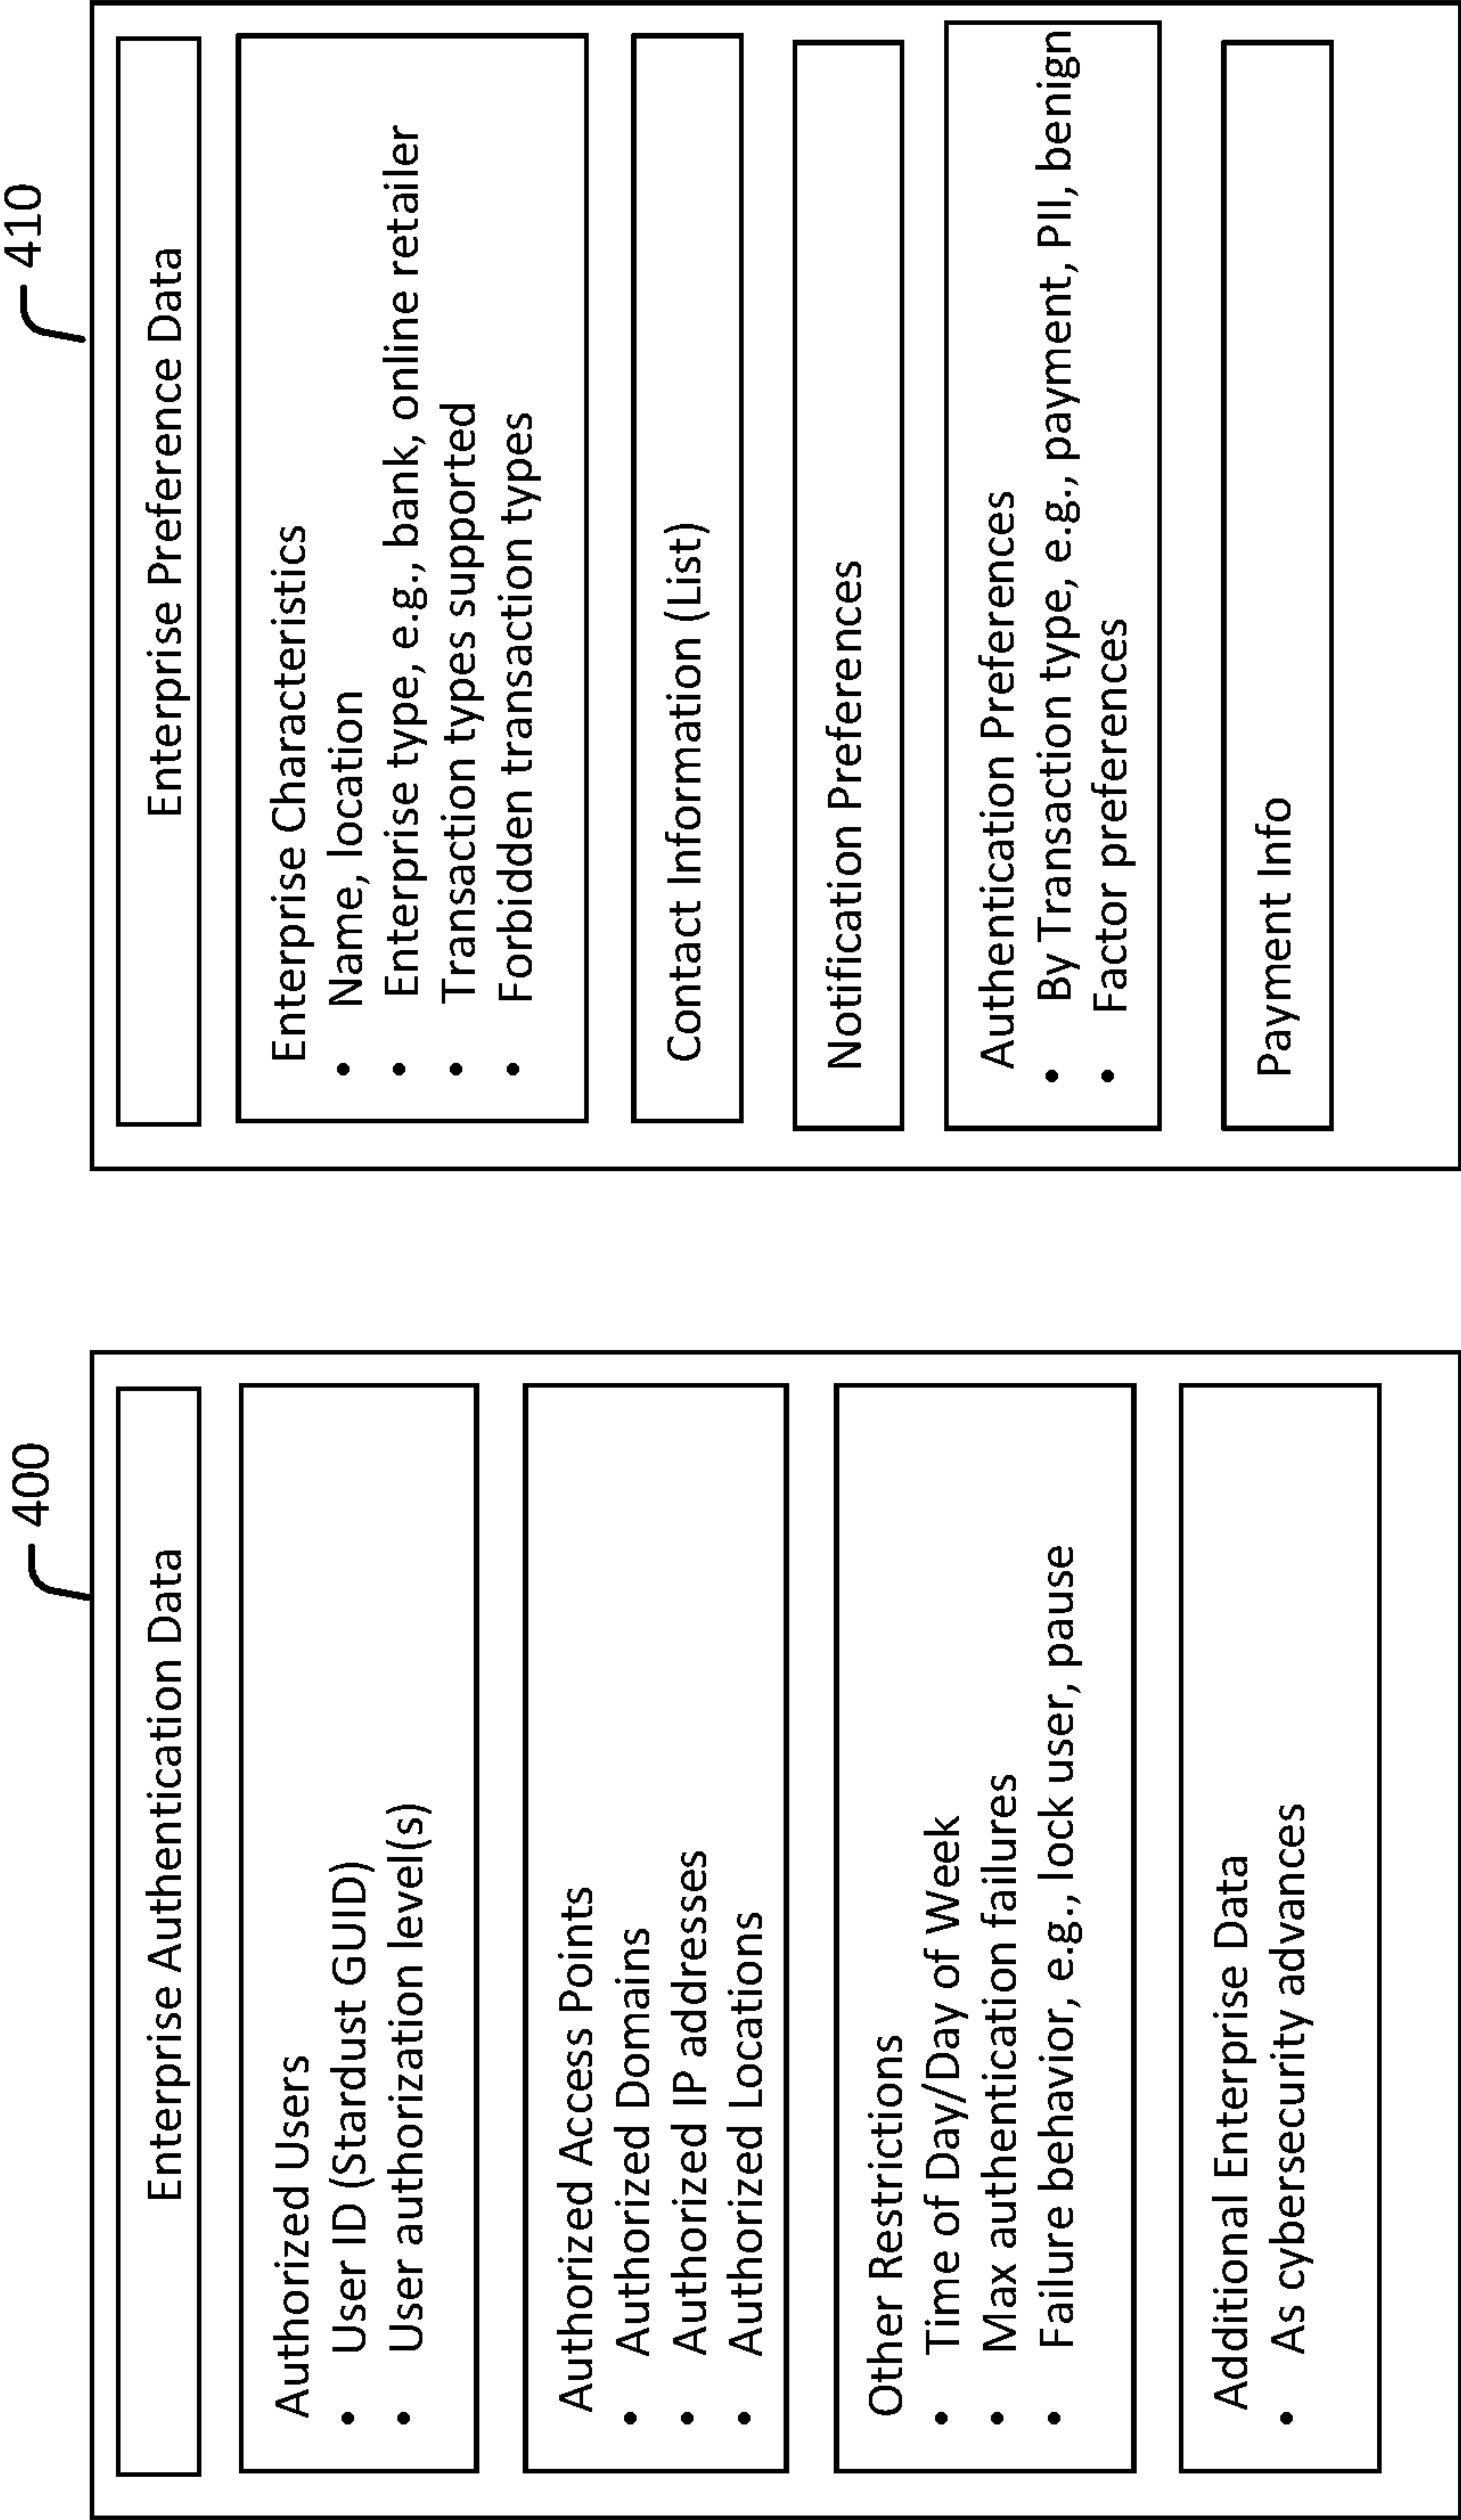 400
Enterprise Authentication Data
Authorized Users
• User ID (Stardust GUID)
• User authorization level(s)
Authorized Access Points
• Authorized Domains
• Authorized IP addresses
• Authorized Locations
Other Restrictions
• Time of Day/Day of Week
• Max authentication failures
• Failure behavior, e.g., lock user, pause
Additional Enterprise Data
• As cybersecurity advances
410
Enterprise Preference Data
Enterprise Characteristics
• Name, location
• Enterprise type, e.g., bank, online retailer
• Transaction types supported
• Forbidden transaction types
Contact Information (List)
Notification Preferences
Authentication Preferences
• By Transaction type, e.g., payment, PII, benign
• Factor preferences
Payment Info